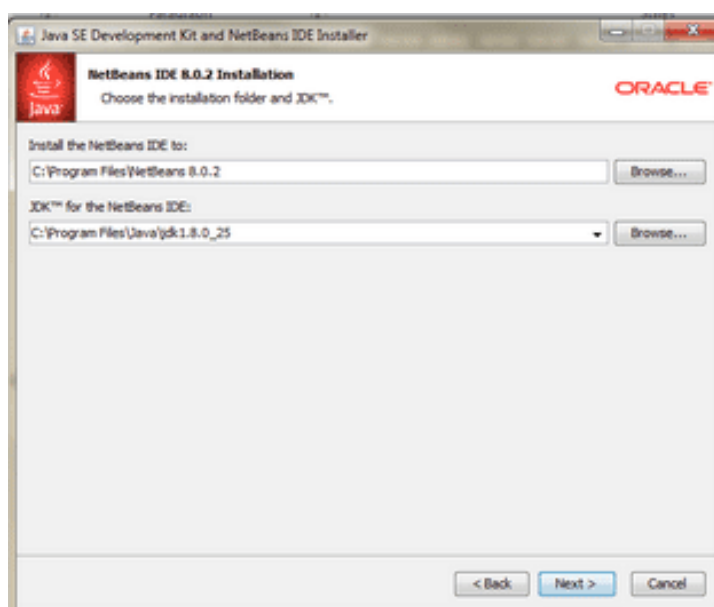 Java SE Development Kit and NetBeans IDE Installer
Java
NetBeans IDE 8.0.2 Installation
Choose the installation folder and JDK™.
ORACLE
Install the NetBeans IDE to:
C:\Program Files\NetBeans 8.0.2
Browse...
JDK™ for the NetBeans IDE:
C:\Program Files\Java\jdk1.8.0_25
Browse...
< Back
Next >
Cancel